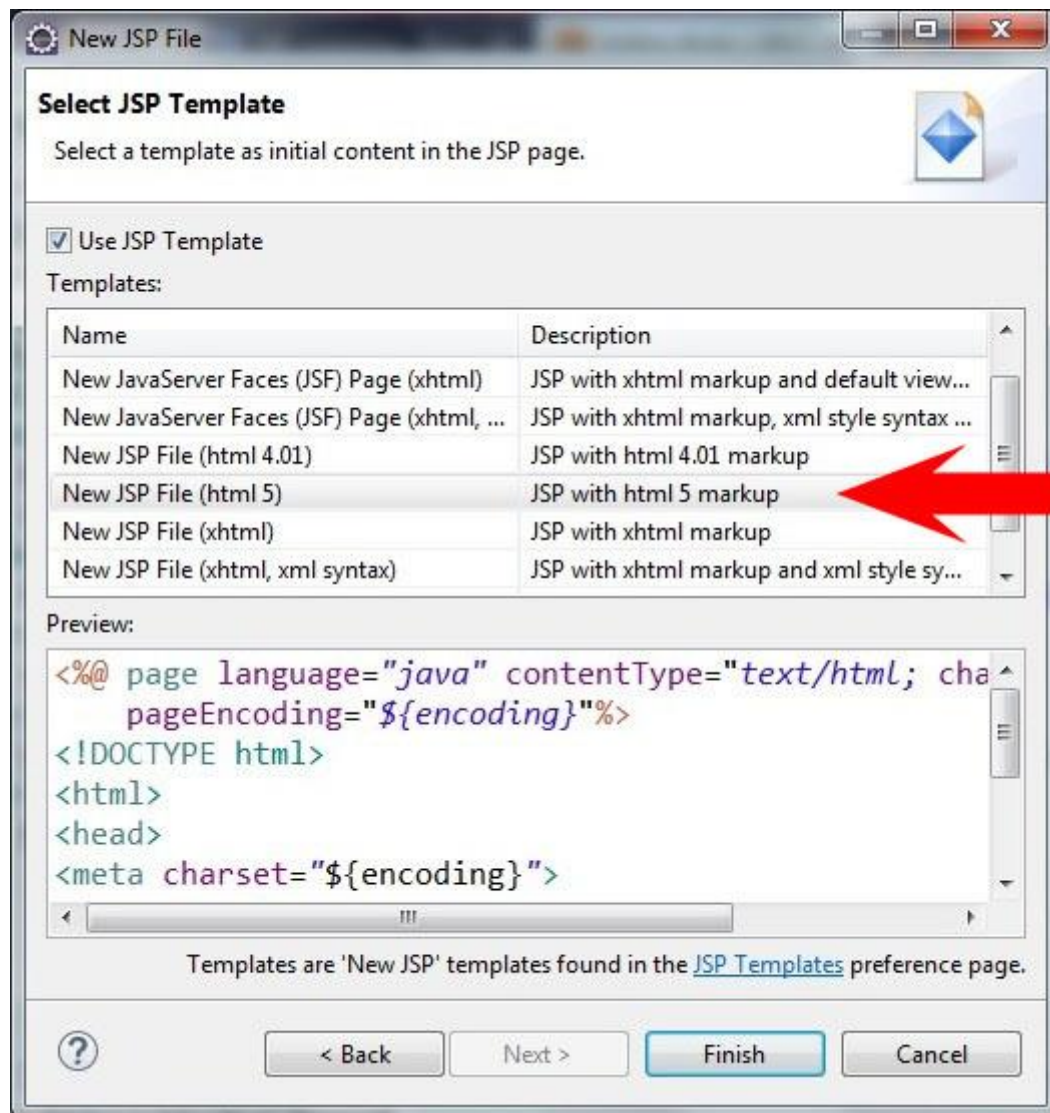 New JSP File
Select JSP Template
Select a template as initial content in the JSP page.
Use JSP Template
Templates:
Name Description
New JavaServer Faces (JSF) Page (xhtml) JSP with xhtml markup and default view...
New JavaServer Faces (JSF) Page (xhtml, ... JSP with xhtml markup, xml style syntax ...
New JSP File (html 4.01) JSP with html 4.01 markup
New JSP File (html 5) JSP with html 5 markup
New JSP File (xhtml) JSP with xhtml markup
New JSP File (xhtml, xml syntax) JSP with xhtml markup and xml style sy...
Preview:
<%@ page language="java" contentType="text/html; cha
pageEncoding="${encoding}"%>
<!DOCTYPE html>
<html>
<head>
<meta charset="${encoding}">
Templates are 'New JSP' templates found in the JSP Templates preference page.
? < Back Next > Finish Cancel